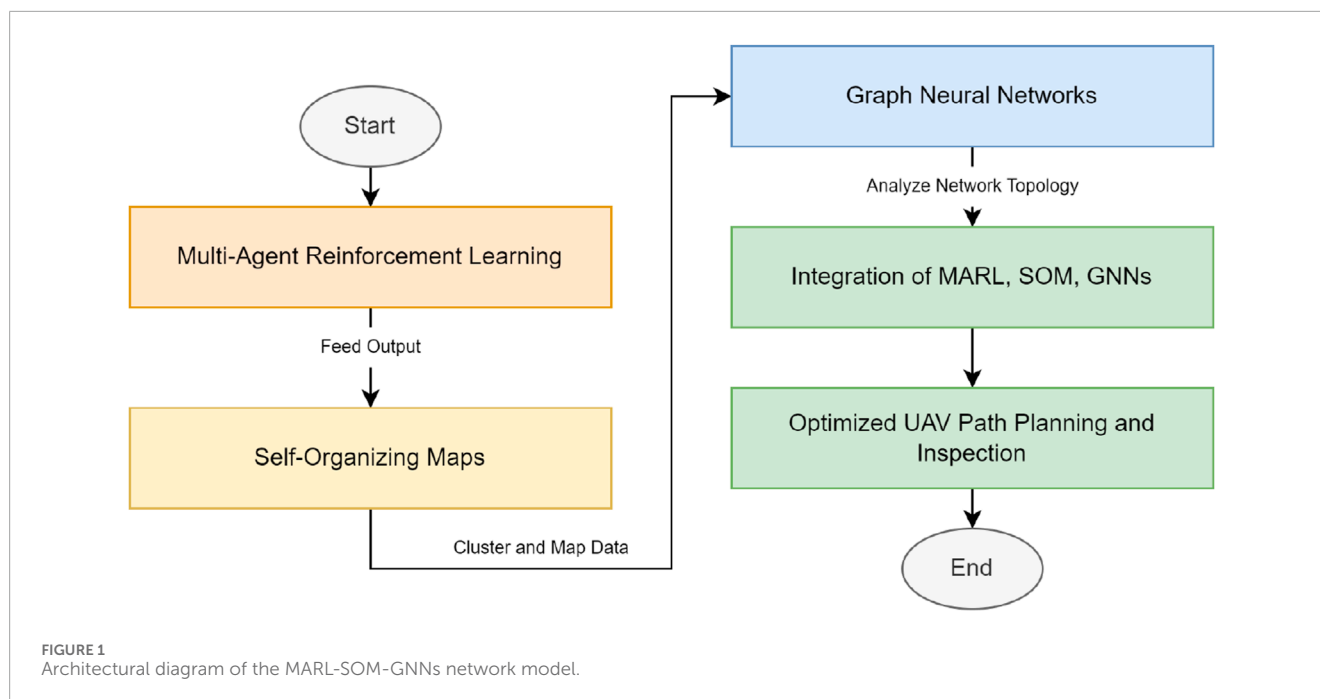 Start
Multi-Agent Reinforcement Learning
Feed Output
Self-Organizing Maps
Cluster and Map Data
Graph Neural Networks
Analyze Network Topology
Integration of MARL, SOM, GNNs
Optimized UAV Path Planning and
Inspection
End
FIGURE 1
Architectural diagram of the MARL-SOM-GNNs network model.